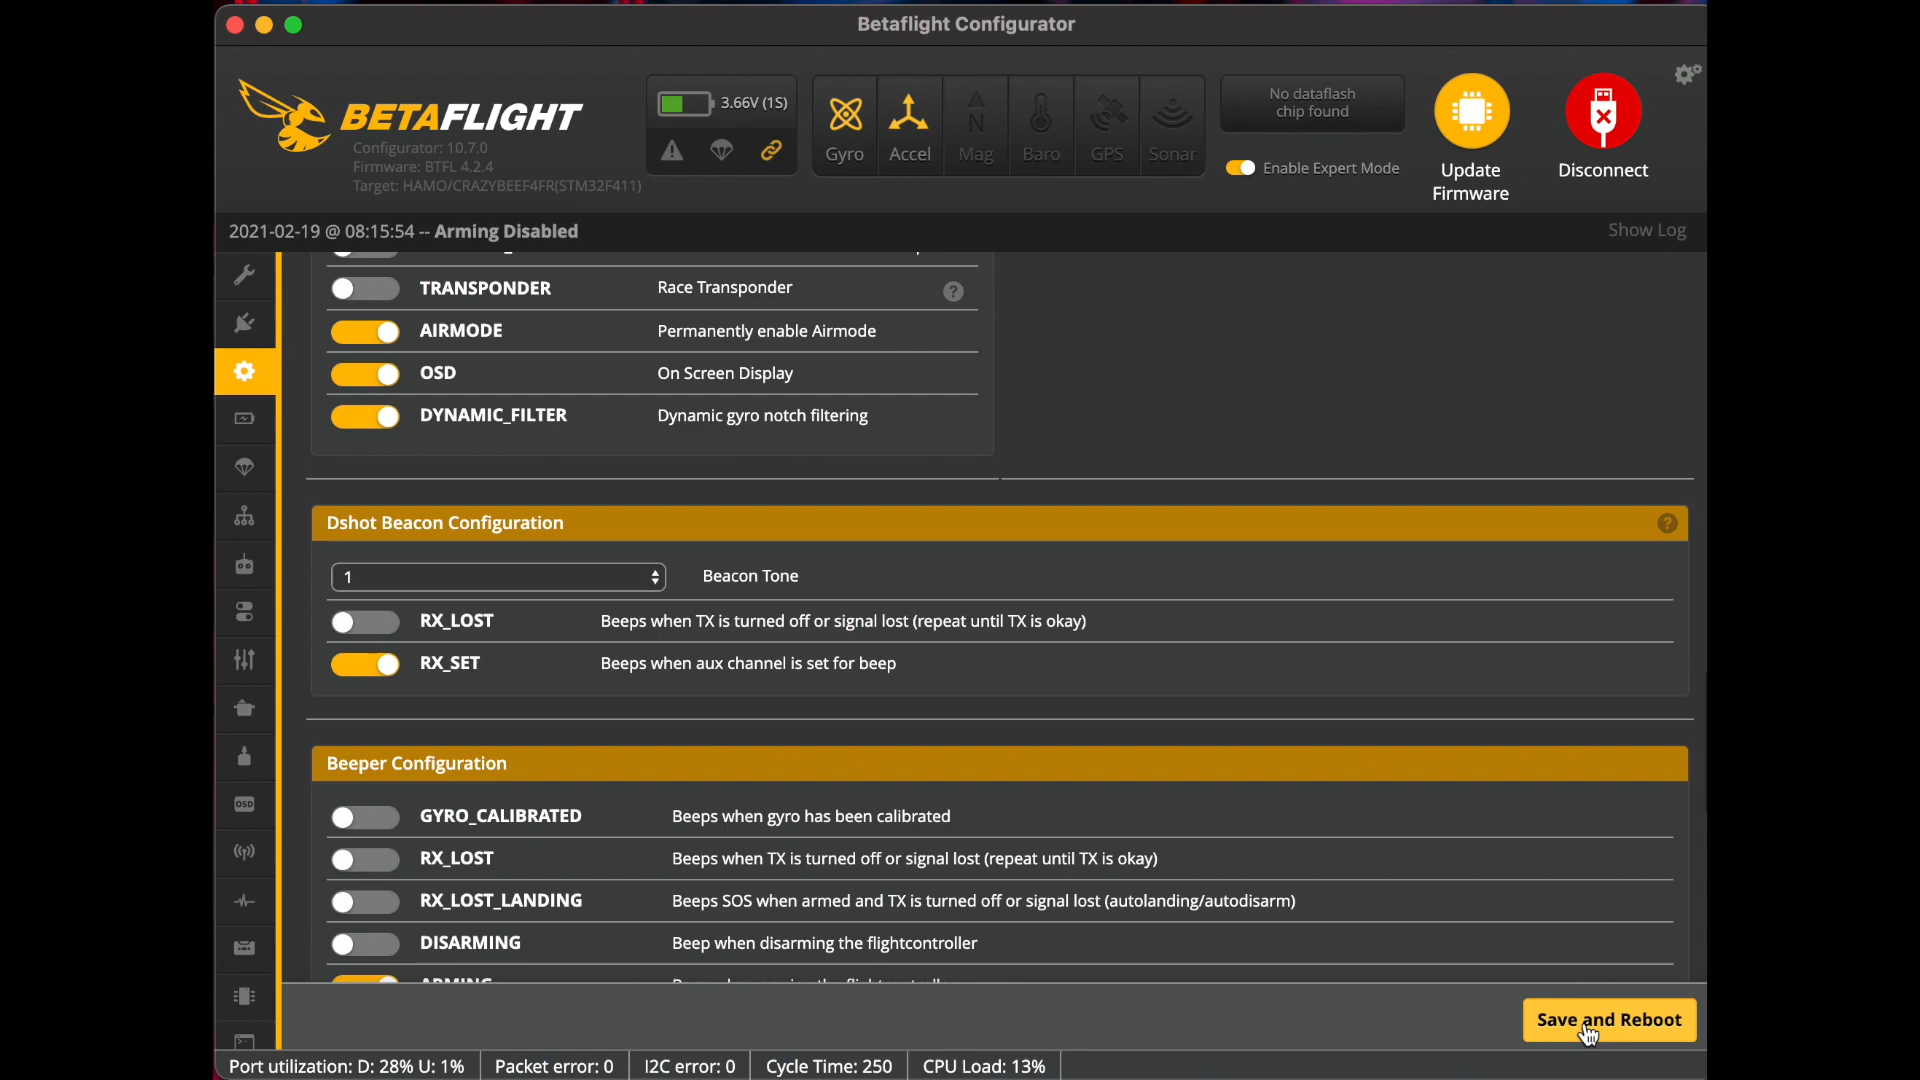 Betaflight Configurator
BETAFLIGHT
Configurator: 10.7.0
Firmware: BTFL 4.2.4
Target: HAMO/CRAZYBEEF4FR(STM32F411)
3.66V (1S)
Gyro
Accel
N
Mag
Baro
GPS
Sonar
No dataflash
chip found
Enable Expert Mode
Update
Firmware
Disconnect
2021-02-19 @ 08:15:54 -- Arming Disabled
Show Log
TRANSPONDER Race Transponder ?
AIRMODE Permanently enable Airmode
OSD On Screen Display
DYNAMIC_FILTER Dynamic gyro notch filtering
Dshot Beacon Configuration ?
1 Beacon Tone
RX_LOST Beeps when TX is turned off or signal lost (repeat until TX is okay)
RX_SET Beeps when aux channel is set for beep
Beeper Configuration
GYRO_CALIBRATED Beeps when gyro has been calibrated
OSD
RX_LOST Beeps when TX is turned off or signal lost (repeat until TX is okay)
RX_LOST_LANDING Beeps SOS when armed and TX is turned off or signal lost (autolanding/autodisarm)
DISARMING Beep when disarming the flightcontroller
ARMING
Save and Reboot
Port utilization: D: 28% U: 1%
Packet error: 0
I2C error: 0
Cycle Time: 250
CPU Load: 13%